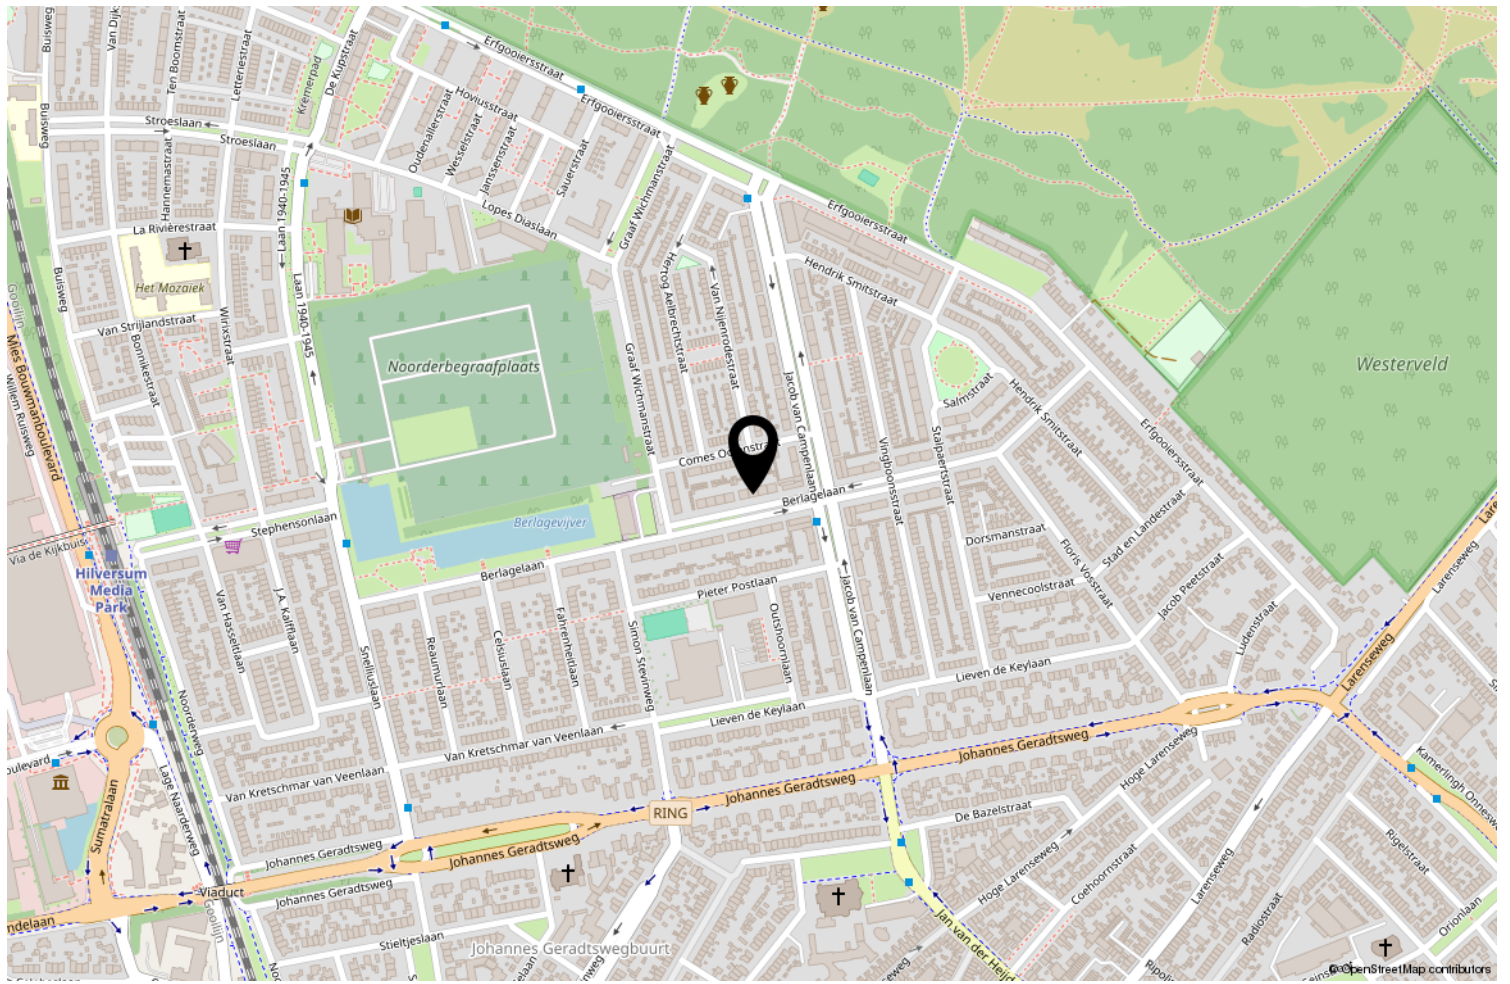 Buisweg
Van Dijk
Ten Boomstraat
Letteriestraat
Kremerpad
De Kupstraat
Erfgooiersstraat
Erfgooiersstraat
Hoviusstraat
Oudenallerstraat
Wesselstraat
Janssenstraat
Sauerstraat
Buisweg
Stroeslaan
Stroeslaan
Hannemastraat
Laan 1940-1945
Graaf Wichmanstraat
Lopes Diaslaan
Erfgooiersstraat
La Rivièrestraat
Het Mozaïek
Buisweg
Gooilijn
Hendrik Smitstraat
Hertog Aelbrechtstraat
Van Nijenrodestraat
Laan 1940-1945
Van Strijlandstraat
Wirixstraat
Bonnikestraat
Mies Bouwmanboulevard
Willem Ruisweg
Noorderbegraafplaats
Graaf Wichmanstraat
Jacob van Campenlaan
Westerveld
Salmstraat
Hendrik Smitstraat
Erfgooiersstraat
Stalpaertstraat
Vingboonsstraat
Berlagelaan
Stephensonlaan
Berlagevijver
Via de Kijkbuis
Hilversum
Media
Park
Dorsmanstraat
Stad en Landestraat
Floris Vosstraat
Larenseweg
Berlagelaan
Pieter Postlaan
Vennecoolstraat
Jacob Peetstraat
Ludenstraat
Van Hasseltlaan
J.A. Kalfflaan
Reaumurlaan
Celsiuslaan
Fahrenheitlaan
Simon Stevinweg
Outshoornlaan
Jacob van Campenlaan
Snelliuslaan
Lieven de Keylaan
Larenseweg
Noorderweg
Lieven de Keylaan
Van Kretschmar van Veenlaan
Johannes Geradtsweg
Hoge Larenseweg
Kamerlingh Onnesweg
Van Kretschmar van Veenlaan
Lage Naarderweg
Sumatralaan
Johannes Geradtsweg
RING
De Bazelstraat
Johannes Geradtsweg
Johannes Geradtsweg
Rigelstraat
Hoge Larenseweg
Coehoornstraat
Larenseweg
Viaduct
Johannes Geradtsweg
Gooilijn
Radiostraat
Orionlaan
Stieltjeslaan
Johannes Geradtswegbuurt
Jan van der Heijd
© OpenStreetMap contributors